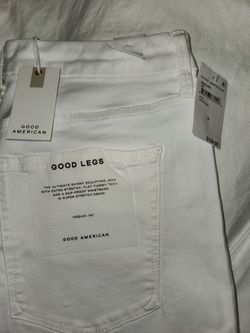 GOOD
AMERICAN
GOOD LEGS
THE ULTIMATE SKINNY SCULPTING JEAN
WITH EXTRA STRETCH, FLAT TUMMY TECH,
AND A GAP-PROOF WAISTBAND
IN SUPER STRETCH DENIM
GOOD AMERICAN